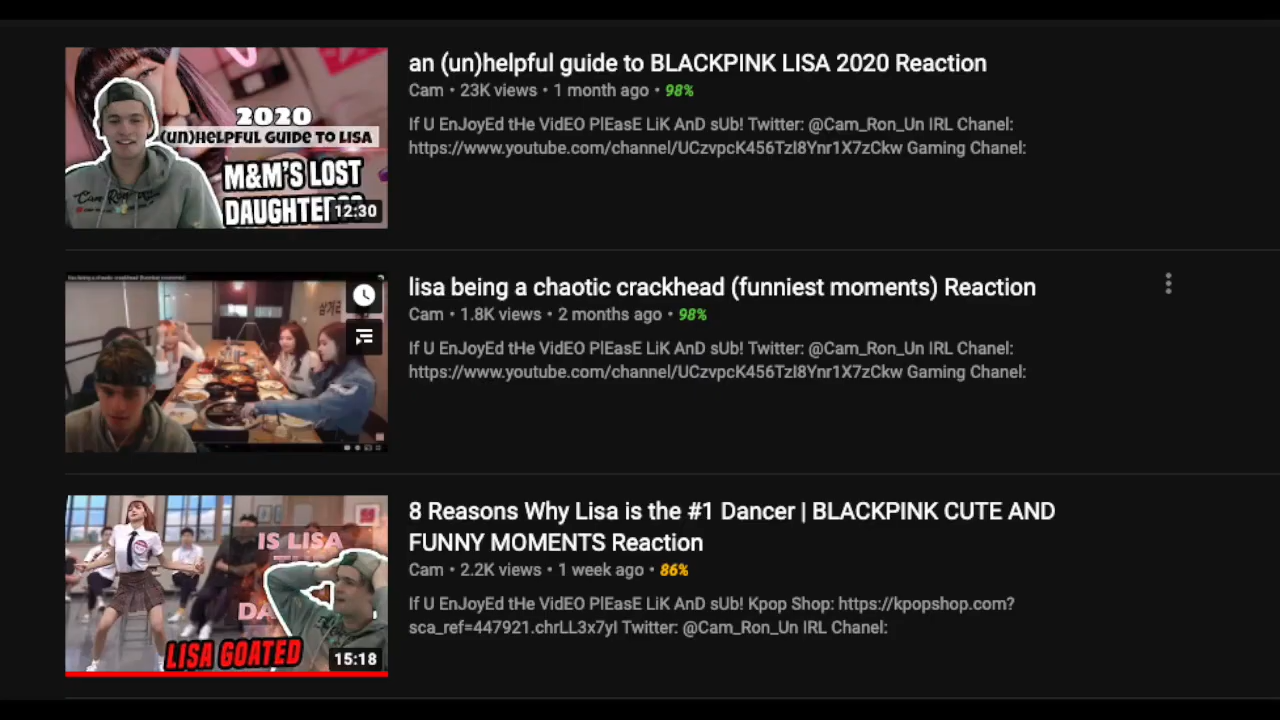 2020
(UN)HELPFUL GUIDE TO LISA
M&M'S LOST
DAUGHTER
12:30
an (un)helpful guide to BLACKPINK LISA 2020 Reaction
Cam • 23K views • 1 month ago • 98%
If U EnJoyEd tHe VidEO PlEasE LiK AnD sUb! Twitter: @Cam_Ron_Un IRL Chanel:
https://www.youtube.com/channel/UCzvpcK456TzI8Ynr1X7zCkw Gaming Chanel:
lisa being a chaotic crackhead (funniest moments) Reaction
Cam • 1.8K views • 2 months ago • 98%
If U EnJoyEd tHe VidEO PlEasE LiK AnD sUb! Twitter: @Cam_Ron_Un IRL Chanel:
https://www.youtube.com/channel/UCzvpcK456TzI8Ynr1X7zCkw Gaming Chanel:
IS LISA
DA
LISA GOATED
15:18
8 Reasons Why Lisa is the #1 Dancer | BLACKPINK CUTE AND
FUNNY MOMENTS Reaction
Cam • 2.2K views • 1 week ago • 86%
If U EnJoyEd tHe VidEO PlEasE LiK AnD sUb! Kpop Shop: https://kpopshop.com?
sca_ref=447921.chrLL3x7yI Twitter: @Cam_Ron_Un IRL Chanel: